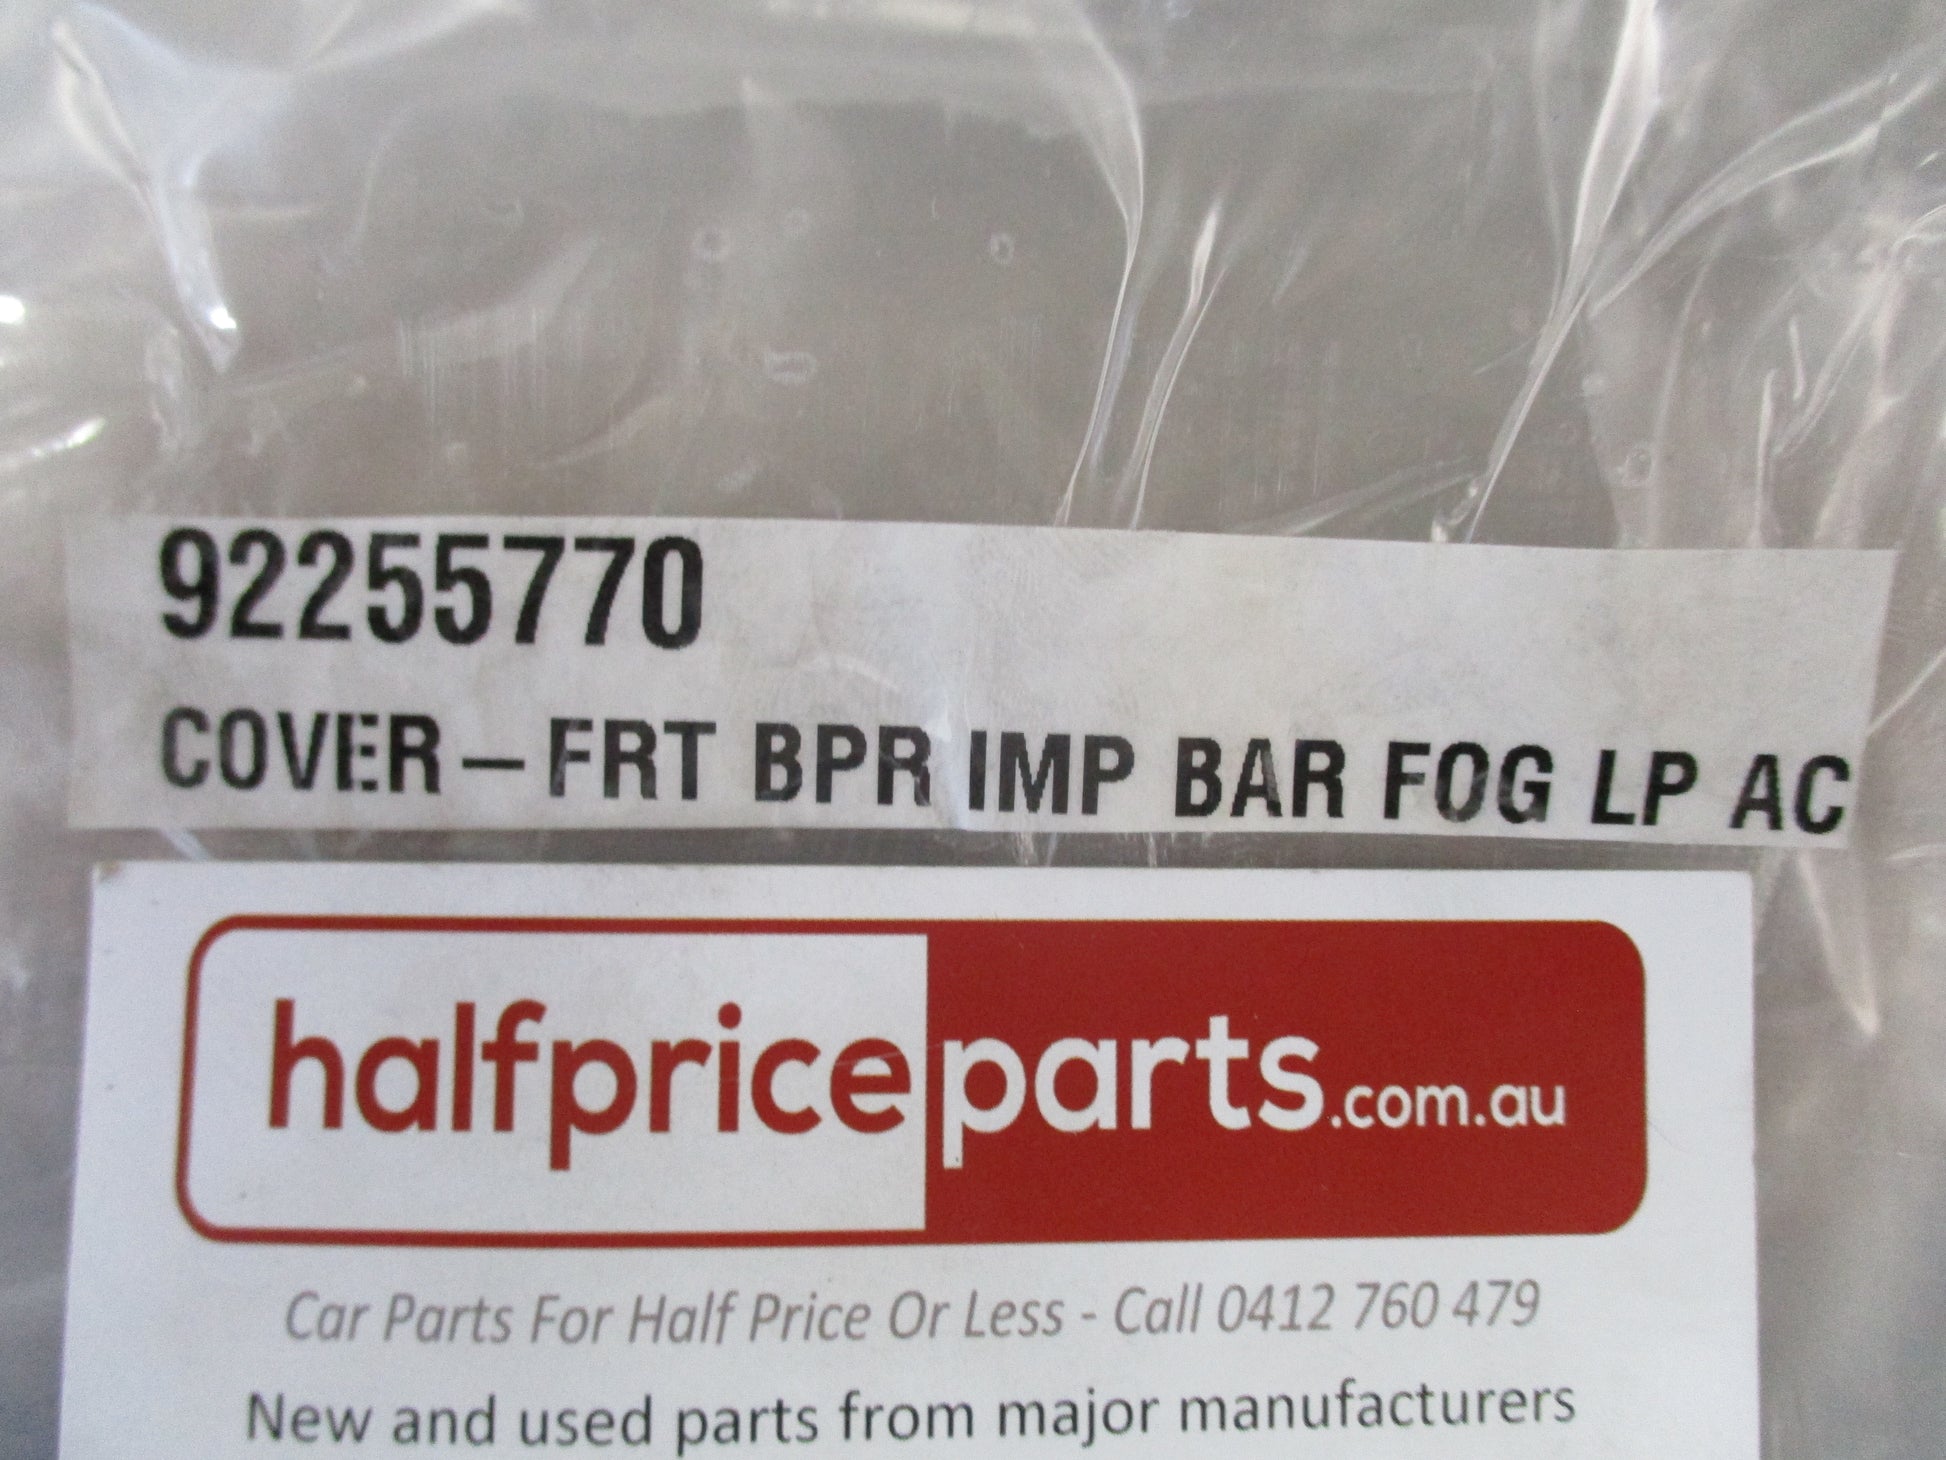 92255770
COVER-FRT BPR IMP BAR FOG LP AC
halfpriceparts.com.au
Car Parts For Half Price Or Less - Call 0412 760 479
New and used parts from major manufacturers